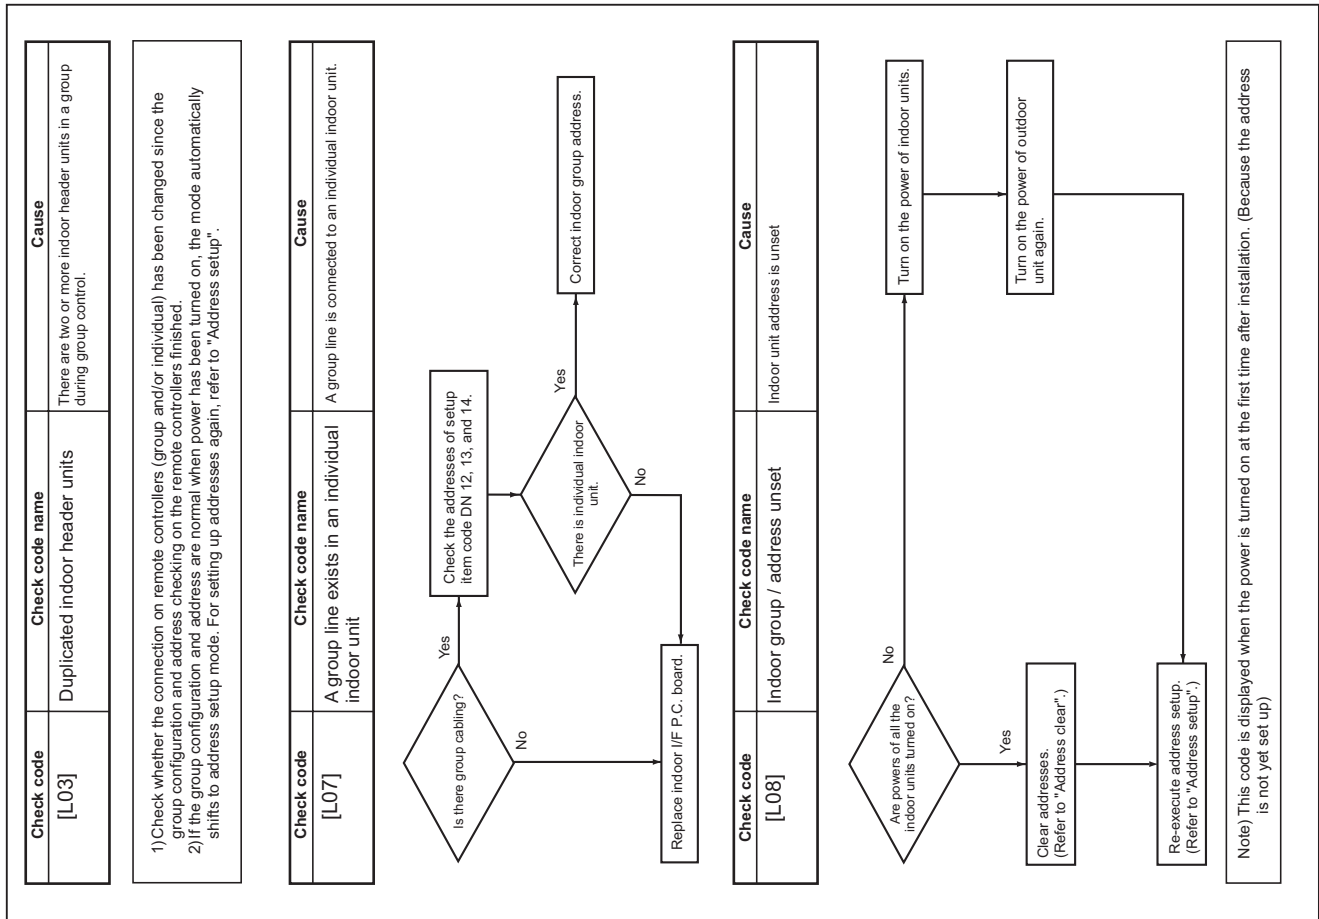 Check code
Check code name
Cause
[L03]
Duplicated indoor header units
There are two or more indoor header units in a group
during group control.
1)Check whether the connection on remote controllers (group and/or individual) has been changed since the
group configuration and address checking on the remote controllers finished.
2)If the group configuration and address are normal when power has been turned on, the mode automatically
shifts to address setup mode. For setting up addresses again, refer to "Address setup".
Check code
Check code name
Cause
[L07]
A group line exists in an individual
indoor unit
A group line is connected to an individual indoor unit.
Is there group cabling?
Yes
Check the addresses of setup
item code DN 12, 13, and 14.
No
There is individual indoor
unit.
Yes
Correct indoor group address.
No
Replace indoor I/F P.C. board.
Check code
Check code name
Cause
[L08]
Indoor group / address unset
Indoor unit address is unset
Are powers of all the
indoor units turned on?
No
Turn on the power of indoor units.
Yes
Clear addresses.
(Refer to "Address clear".)
Turn on the power of outdoor
unit again.
Re-execute address setup.
(Refer to "Address setup".)
Note) This code is displayed when the power is turned on at the first time after installation. (Because the address
is not yet set up)